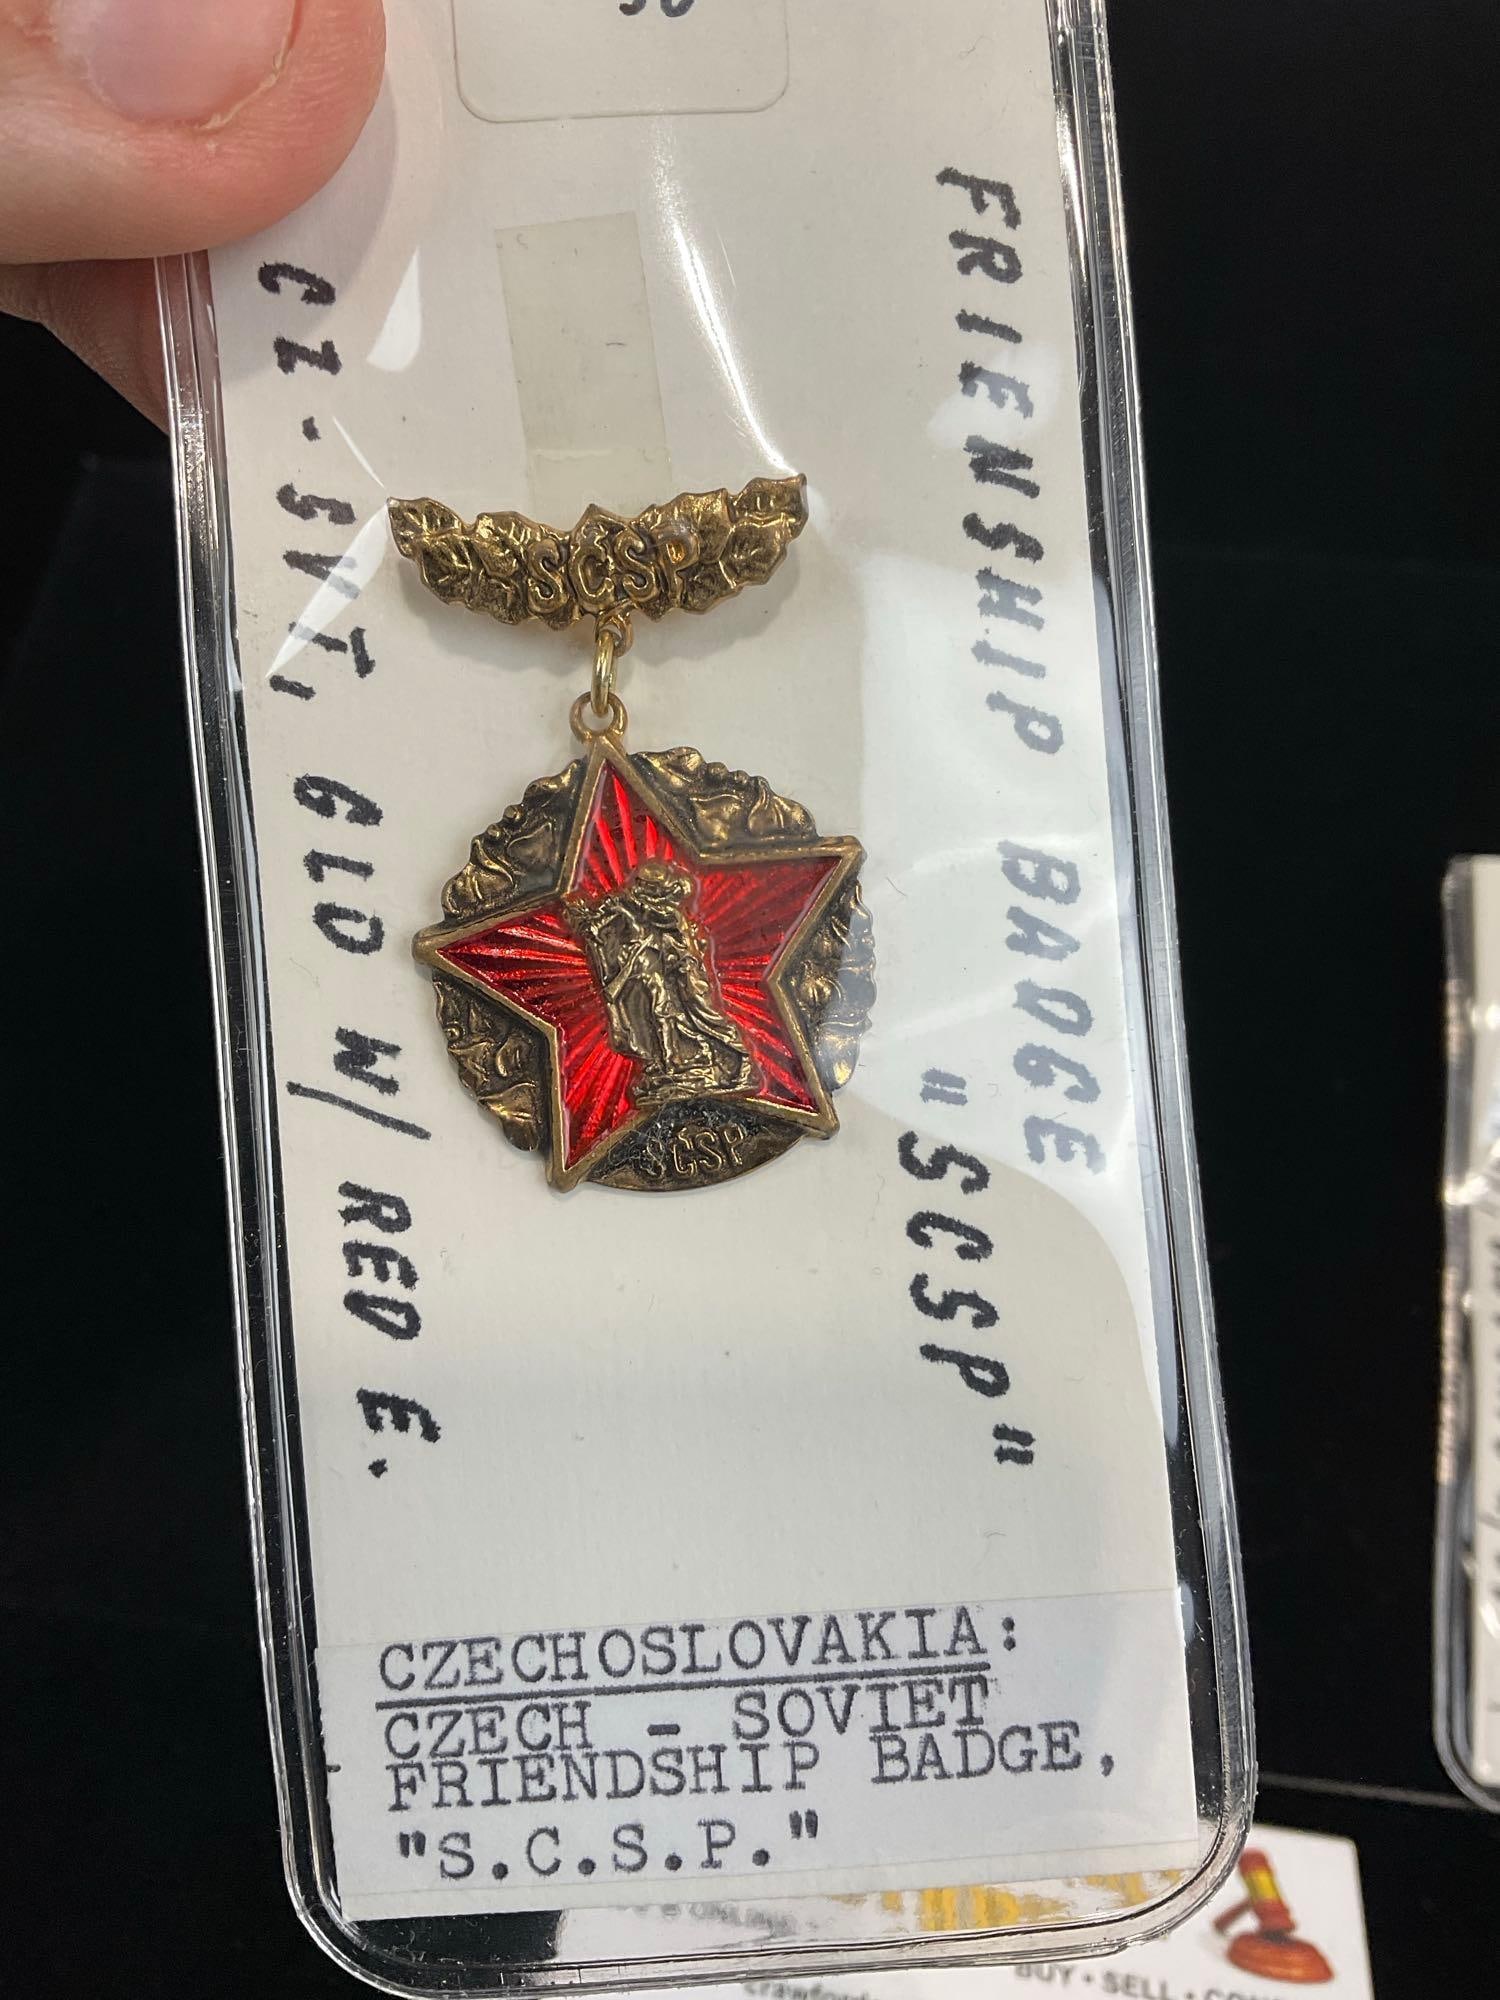 FRIENSHIP BADGE
"SCSP"
CZ-SVT, GLD W/ RED E.
SČSP
SČSP
CZECHOSLOVAKIA:
CZECH - SOVIET
FRIENDSHIP BADGE,
"S.C.S.P."
BUY • SELL •